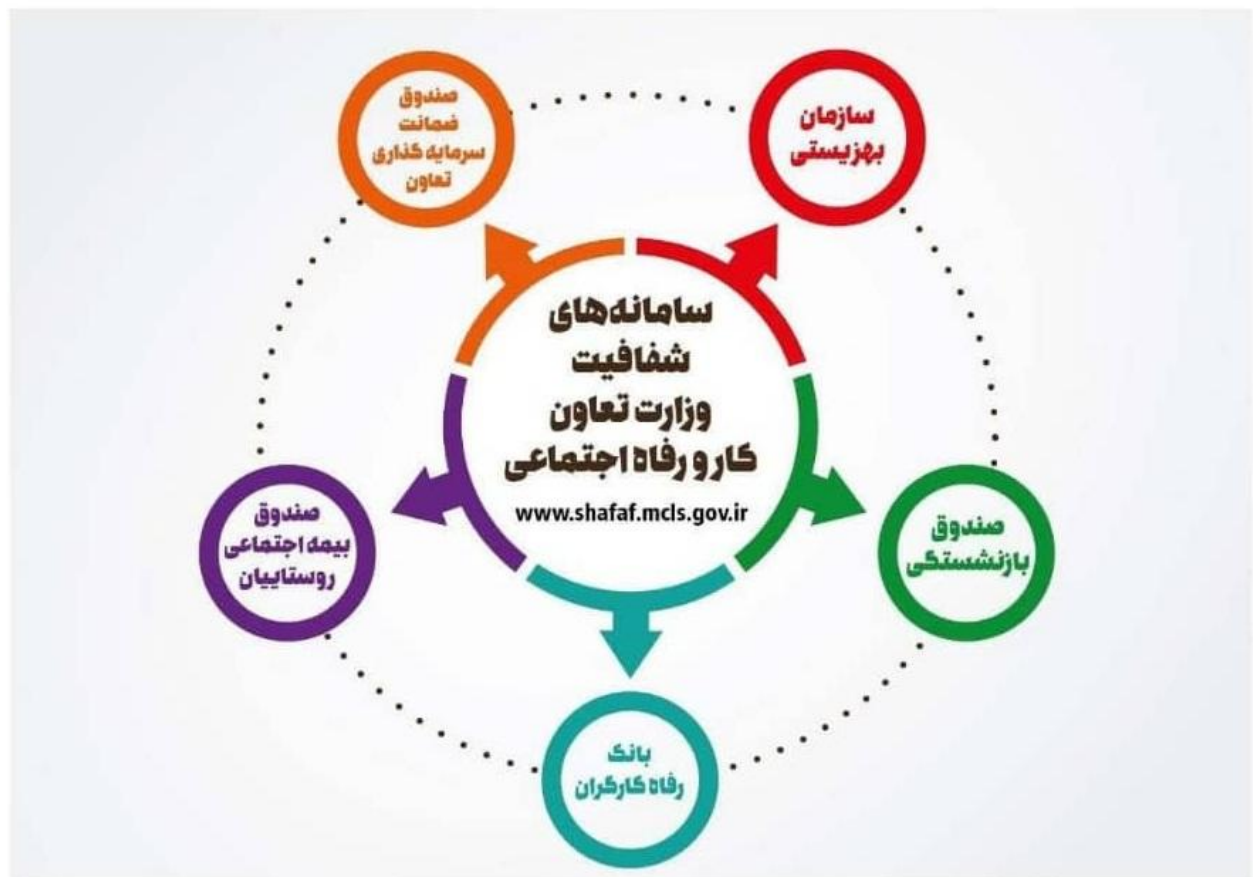 سازمان
بهزیستی
صندوق
ضمانت
سرمایه گذاری
تعاون
سامانه‌های
شفافیت
وزارت تعاون
کار و رفاه اجتماعی
www.shafaf.mcls.gov.ir
صندوق
بازنشستگی
صندوق
بیمه اجتماعی
روستاییان
بانک
رفاه کارگران